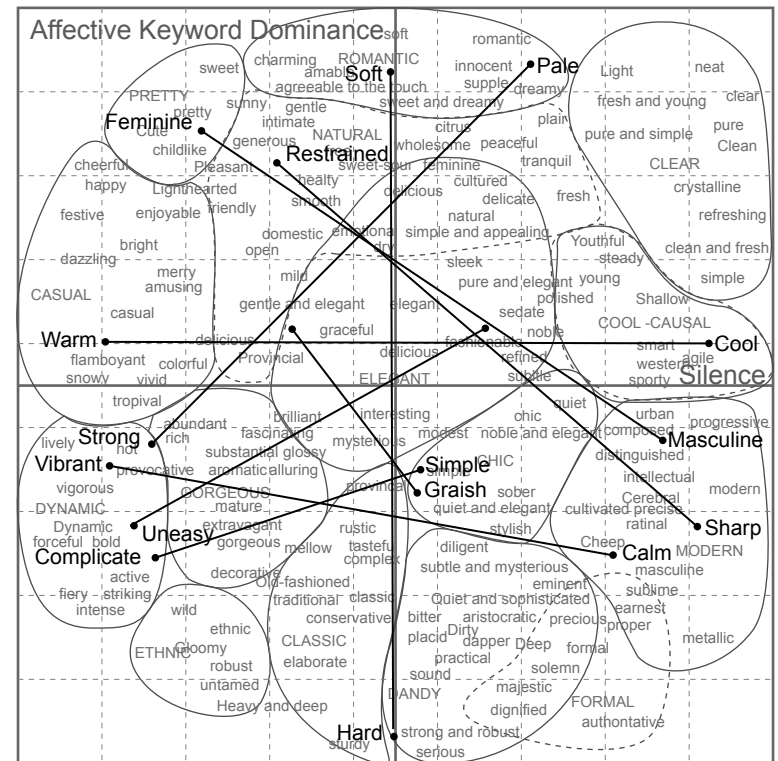 Affective Keyword Dominance
soft
romantic
charming
ROMANTIC
sweet
amable
Soft
innocent
Pale
Light
neat
agreeable to the touch
supple
dreamy
PRETTY
sunny
gentle
sweet and dreamy
fresh and young
clear
pretty
intimate
plain
Feminine
Cute
NATURAL
citrus
pure and simple
pure
generous
free
wholesome
peaceful
Clean
childlike
Restrained
tranquil
cheerful
Pleasant
sweet-sour
feminine
CLEAR
happy
Lighthearted
healty
cultured
crystalline
delicious
delicate
fresh
festive
enjoyable
friendly
smooth
natural
refreshing
domestic
emotional
simple and appealing
Youthful
bright
open
dry
steady
clean and fresh
dazzling
sleek
merry
mild
pure and elegant
young
simple
amusing
CASUAL
polished
Shallow
gentle and elegant
elegant
sedate
casual
graceful
noble
COOL -CAUSAL
Warm
delicious
fashionable
smart
Cool
flamboyant
Provincial
delicious
refined
western
agile
colorful
snowy
vivid
ELEGANT
subtle
sporty
Silence
tropival
quiet
abundant
brilliant
interesting
chic
urban
progressive
lively
Strong
rich
fascinating
modest
noble and elegant
composed
Masculine
hot
mysterious
substantial
glossy
distinguished
Vibrant
provocative
aromatic
alluring
Simple
simple
CHIC
intellectual
vigorous
GORGEOUS
provincal
Graish
sober
Cerebral
modern
DYNAMIC
mature
quiet and elegant
cultivated
precise
Dynamic
extravagant
rustic
stylish
ratinal
Sharp
forceful
bold
Uneasy
gorgeous
mellow
tasteful
diligent
Cheep
Complicate
complex
Calm
MODERN
active
decorative
subtle and mysterious
masculine
fiery
striking
Old-fashioned
eminent
sublime
intense
wild
traditional
classic
Quiet and sophisticated
earnest
conservative
bitter
aristocratic
precious
proper
ethnic
placid
Dirty
ETHNIC
Gloomy
CLASSIC
dapper
Deep
formal
metallic
robust
elaborate
practical
solemn
untamed
sound
majestic
Heavy and deep
DANDY
dignified
FORMAL
authontative
Hard
strong and robust
sturdy
serious